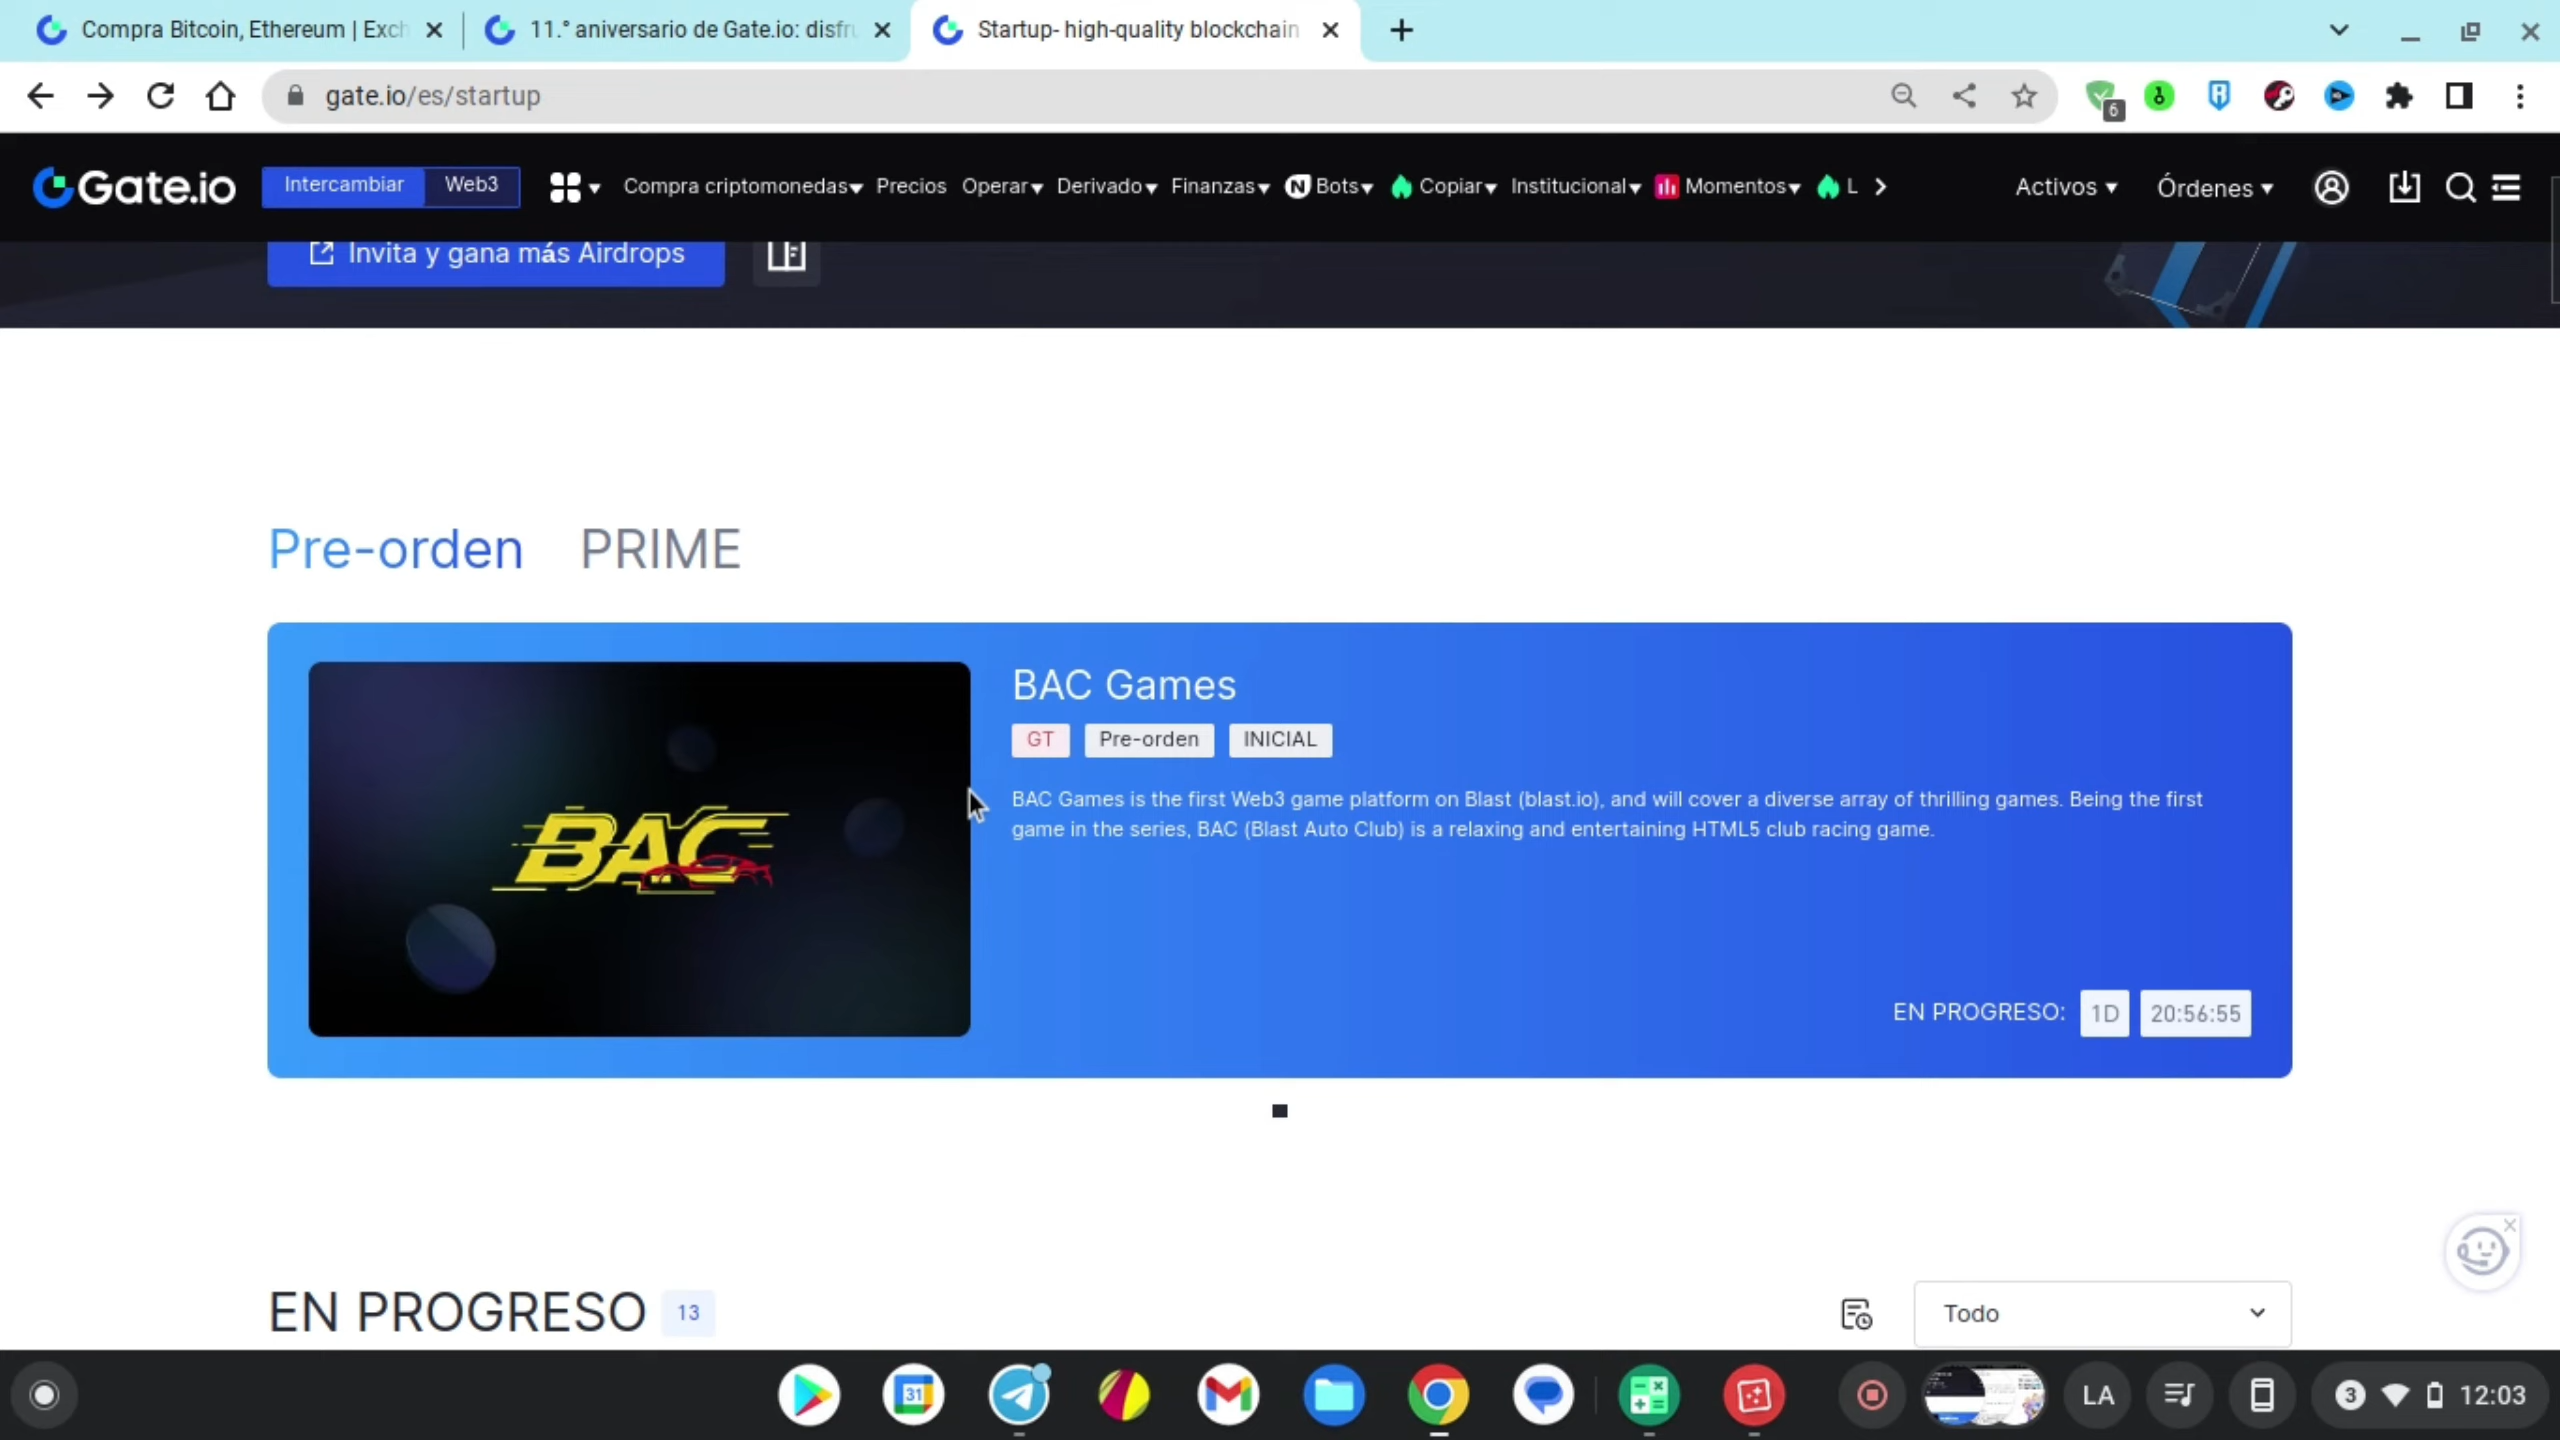 Compra Bitcoin, Ethereum | Exch
11.° aniversario de Gate.io: disfru
Startup- high-quality blockchain
gate.io/es/startup
6
Gate.io
Intercambiar
Web3
Compra criptomonedas
Precios
Operar
Derivado
Finanzas
Bots
Copiar
Institucional
Momentos
L
Activos
Órdenes
Invita y gana más Airdrops
Pre-orden
PRIME
BAC
BAC Games
GT
Pre-orden
INICIAL
BAC Games is the first Web3 game platform on Blast (blast.io), and will cover a diverse array of thrilling games. Being the first
game in the series, BAC (Blast Auto Club) is a relaxing and entertaining HTML5 club racing game.
EN PROGRESO:
1D
20:56:55
EN PROGRESO
13
Todo
31
LA
3
12:03